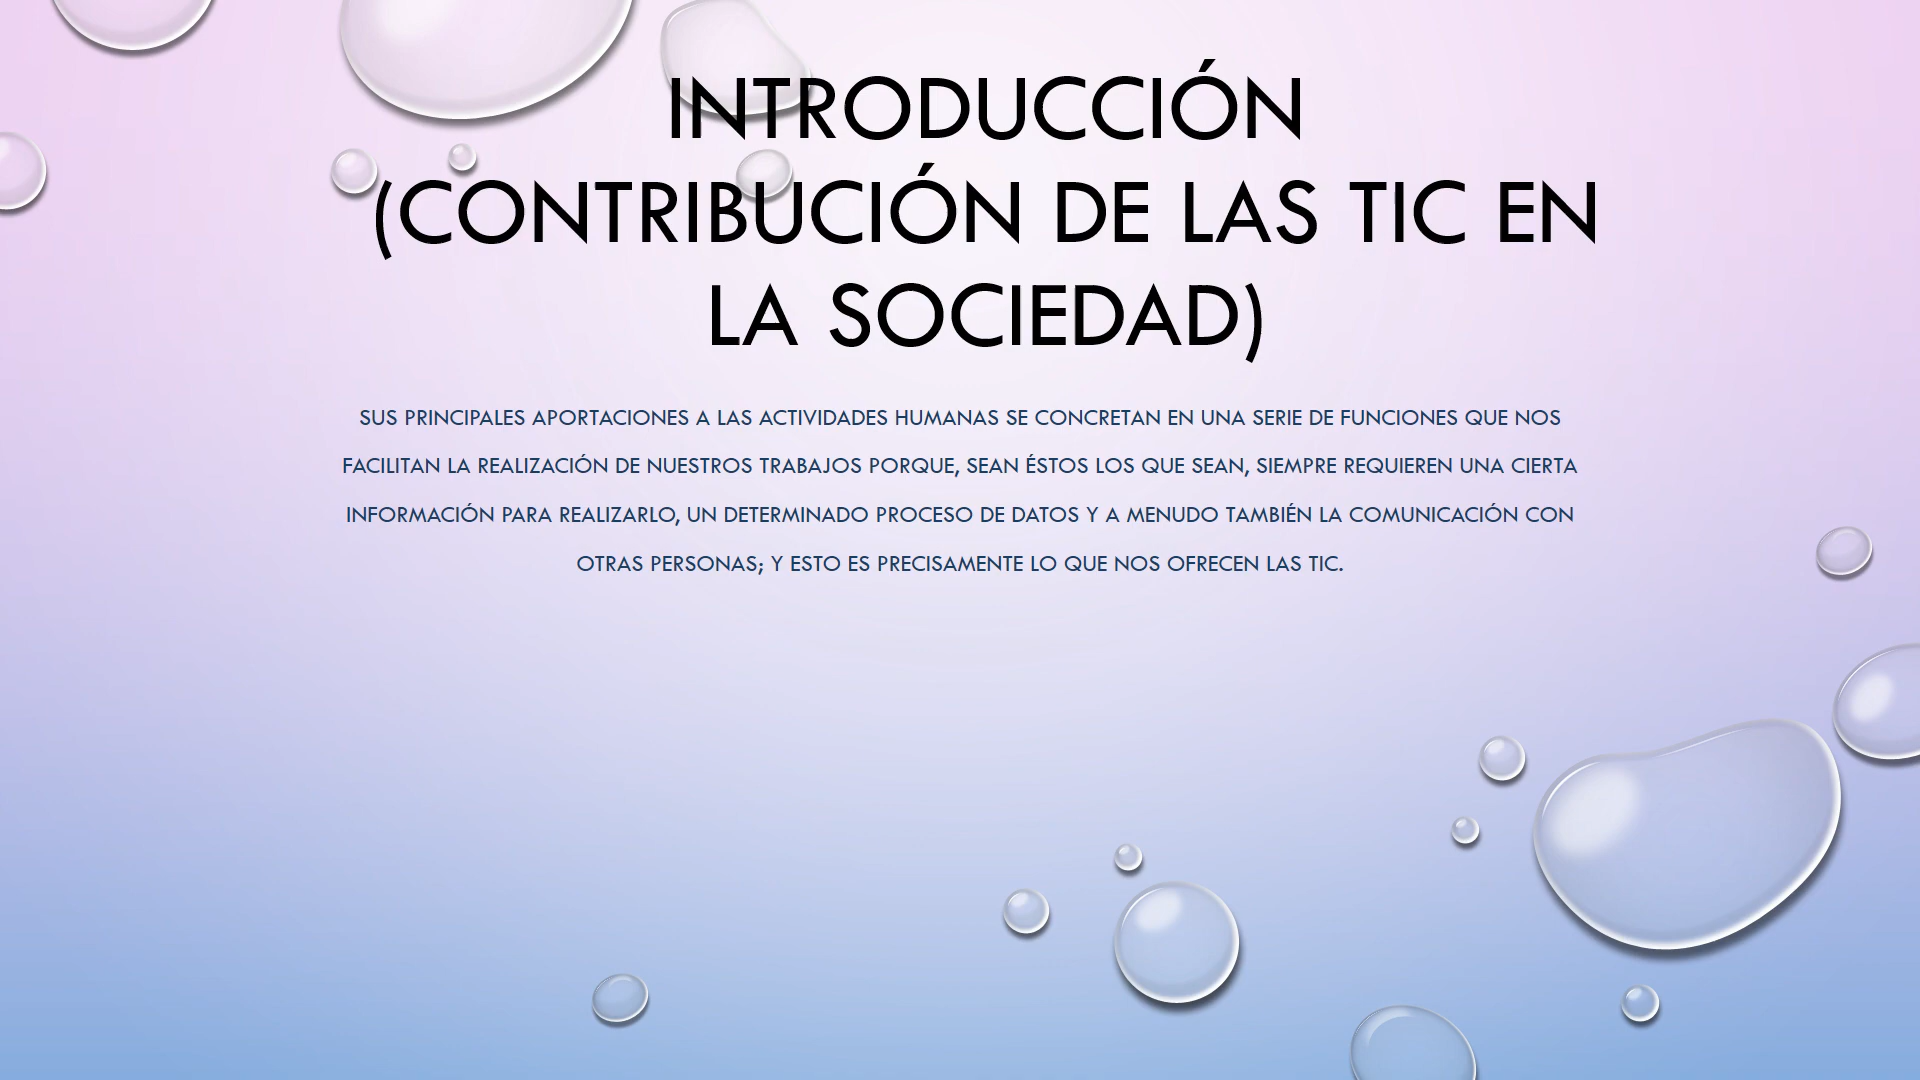 INTRODUCCIÓN
(CONTRIBUCIÓN DE LAS TIC EN
LA SOCIEDAD)
SUS PRINCIPALES APORTACIONES A LAS ACTIVIDADES HUMANAS SE CONCRETAN EN UNA SERIE DE FUNCIONES QUE NOS
FACILITAN LA REALIZACIÓN DE NUESTROS TRABAJOS PORQUE, SEAN ÉSTOS LOS QUE SEAN, SIEMPRE REQUIEREN UNA CIERTA
INFORMACIÓN PARA REALIZARLO, UN DETERMINADO PROCESO DE DATOS Y A MENUDO TAMBIÉN LA COMUNICACIÓN CON
OTRAS PERSONAS; Y ESTO ES PRECISAMENTE LO QUE NOS OFRECEN LAS TIC.